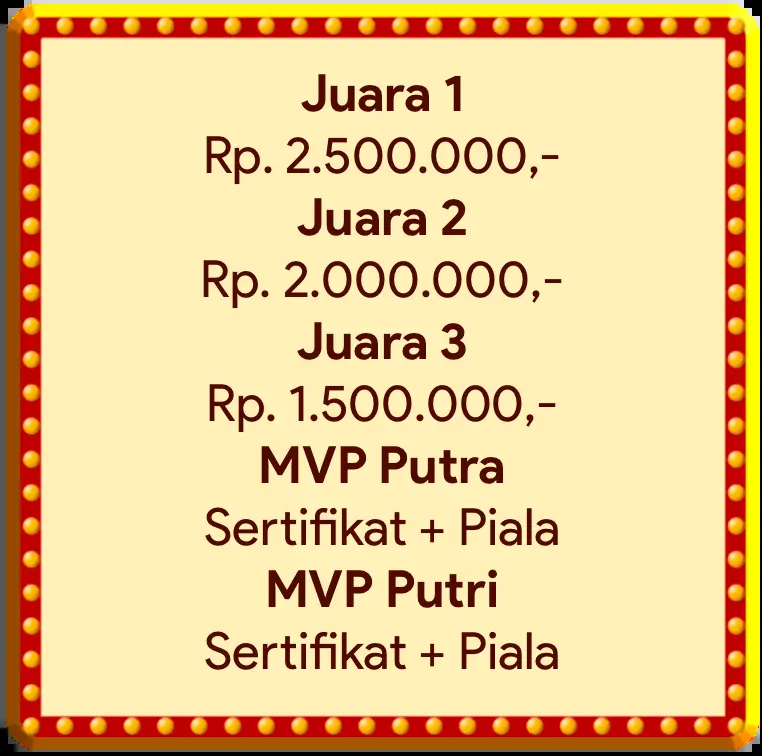 Juara 1
Rp. 2.500.000,-
Juara 2
Rp. 2.000.000,-
Juara 3
Rp. 1.500.000,-
MVP Putra
Sertifikat + Piala
MVP Putri
Sertifikat + Piala